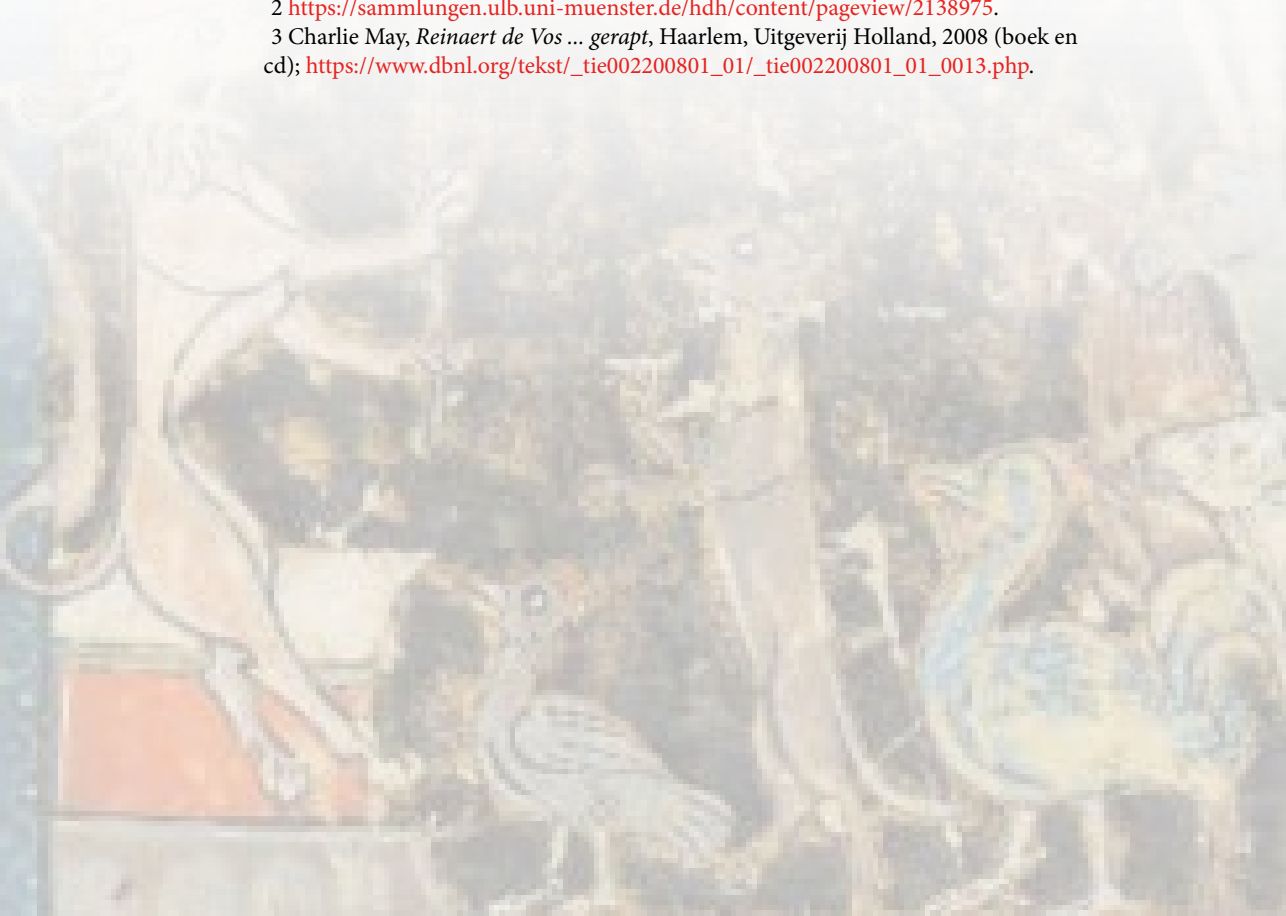 2 https://sammlungen.ulb.uni-muenster.de/hdh/content/pageview/2138975.
3 Charlie May, Reinaert de Vos ... gerapt, Haarlem, Uitgeverij Holland, 2008 (boek en
cd); https://www.dbnl.org/tekst/_tie002200801_01/_tie002200801_01_0013.php.